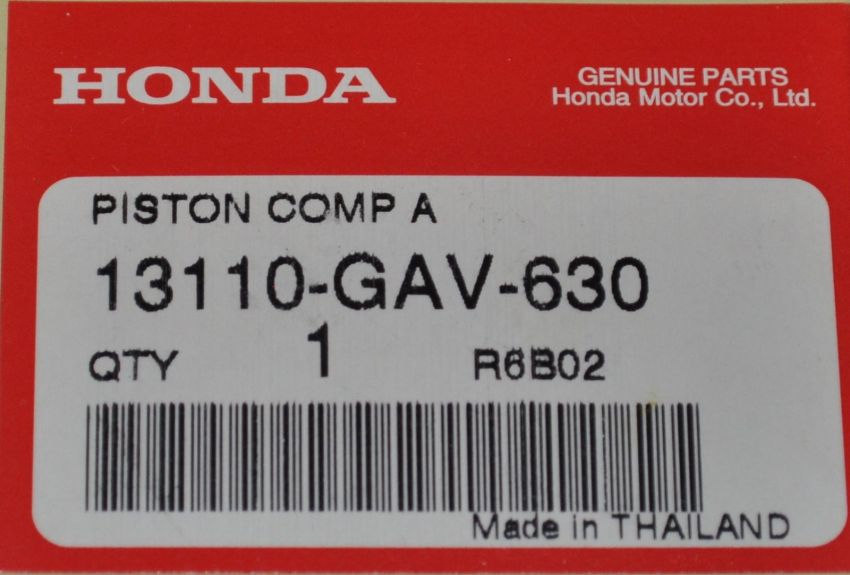 HONDA
GENUINE PARTS
Honda Motor Co., Ltd.
PISTON COMP A
13110-GAV-630
QTY 1 R6B02
Made in THAILAND